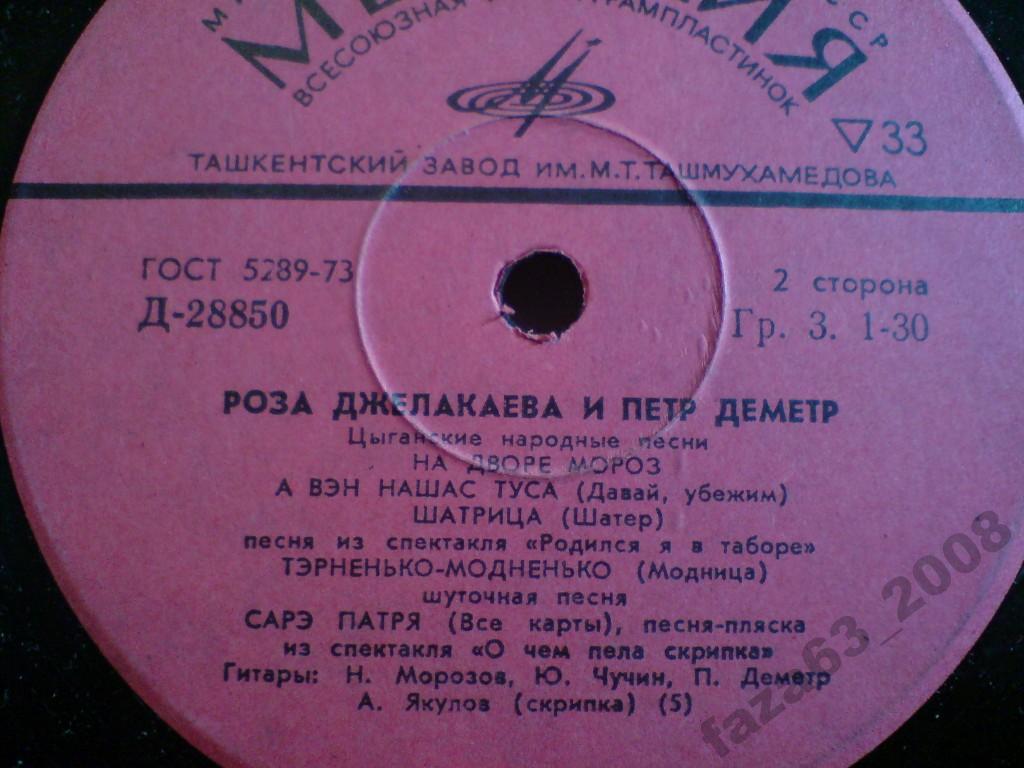 ВСЕСОЮЗНАЯ
ГРАМПЛАСТИНОК
▽33
ТАШКЕНТСКИЙ ЗАВОД ИМ. М. Т. ТАШМУХАМЕДОВА
ГОСТ 5289-73
Д-28850
2 сторона
Гр. 3. 1-30
РОЗА ДЖЕЛАКАЕВА И ПЕТР ДЕМЕТР
Цыганские народные песни
НА ДВОРЕ МОРОЗ
А ВЭН НАШАС ТУСА (Давай, убежим)
ШАТРИЦА (Шатер)
песня из спектакля «Родился я в таборе»
ТЭРНЕНЬКО-МОДНЕНЬКО (Модница)
шуточная песня
САРЭ ПАТРЯ (Все карты), песня-пляска
из спектакля «О чем пела скрипка»
Гитары: Н. Морозов, Ю. Чучин, П. Деметр
А. Якулов (скрипка) (5)
faza63_2008